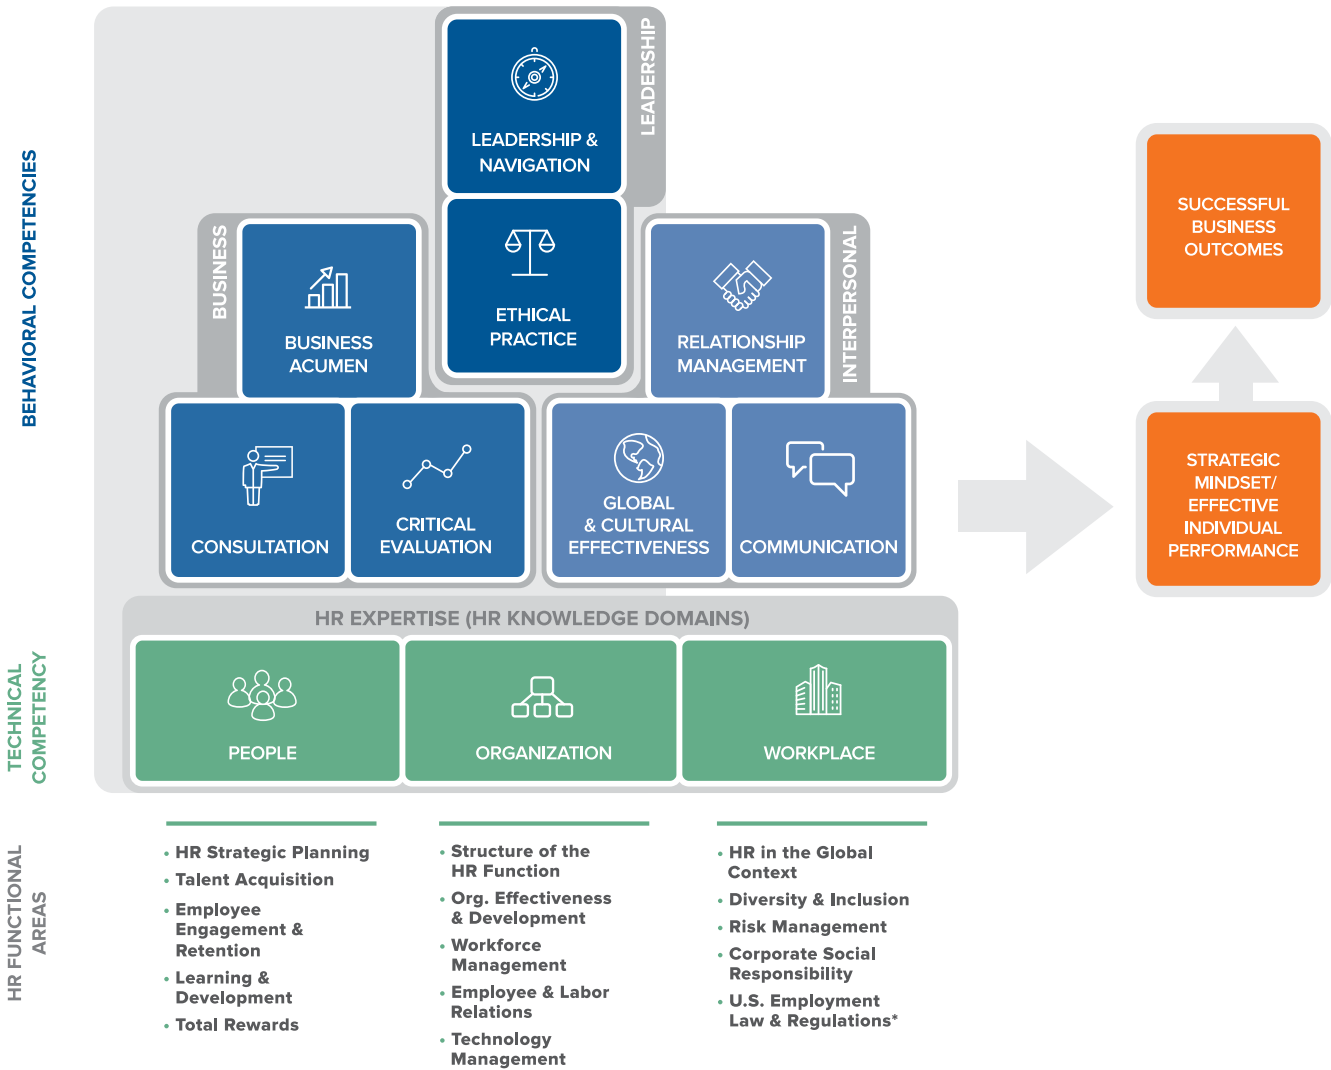 BEHAVIORAL COMPETENCIES
LEADERSHIP
LEADERSHIP &
NAVIGATION
ETHICAL
PRACTICE
BUSINESS
BUSINESS
ACUMEN
CONSULTATION
CRITICAL
EVALUATION
INTERPERSONAL
RELATIONSHIP
MANAGEMENT
GLOBAL
& CULTURAL
EFFECTIVENESS
COMMUNICATION
SUCCESSFUL
BUSINESS
OUTCOMES
STRATEGIC
MINDSET/
EFFECTIVE
INDIVIDUAL
PERFORMANCE
TECHNICAL
COMPETENCY
HR EXPERTISE (HR KNOWLEDGE DOMAINS)
PEOPLE
ORGANIZATION
WORKPLACE
HR FUNCTIONAL
AREAS
• HR Strategic Planning
• Talent Acquisition
• Employee
Engagement &
Retention
• Learning &
Development
• Total Rewards
• Structure of the
HR Function
• Org. Effectiveness
& Development
• Workforce
Management
• Employee & Labor
Relations
• Technology
Management
• HR in the Global
Context
• Diversity & Inclusion
• Risk Management
• Corporate Social
Responsibility
• U.S. Employment
Law & Regulations*